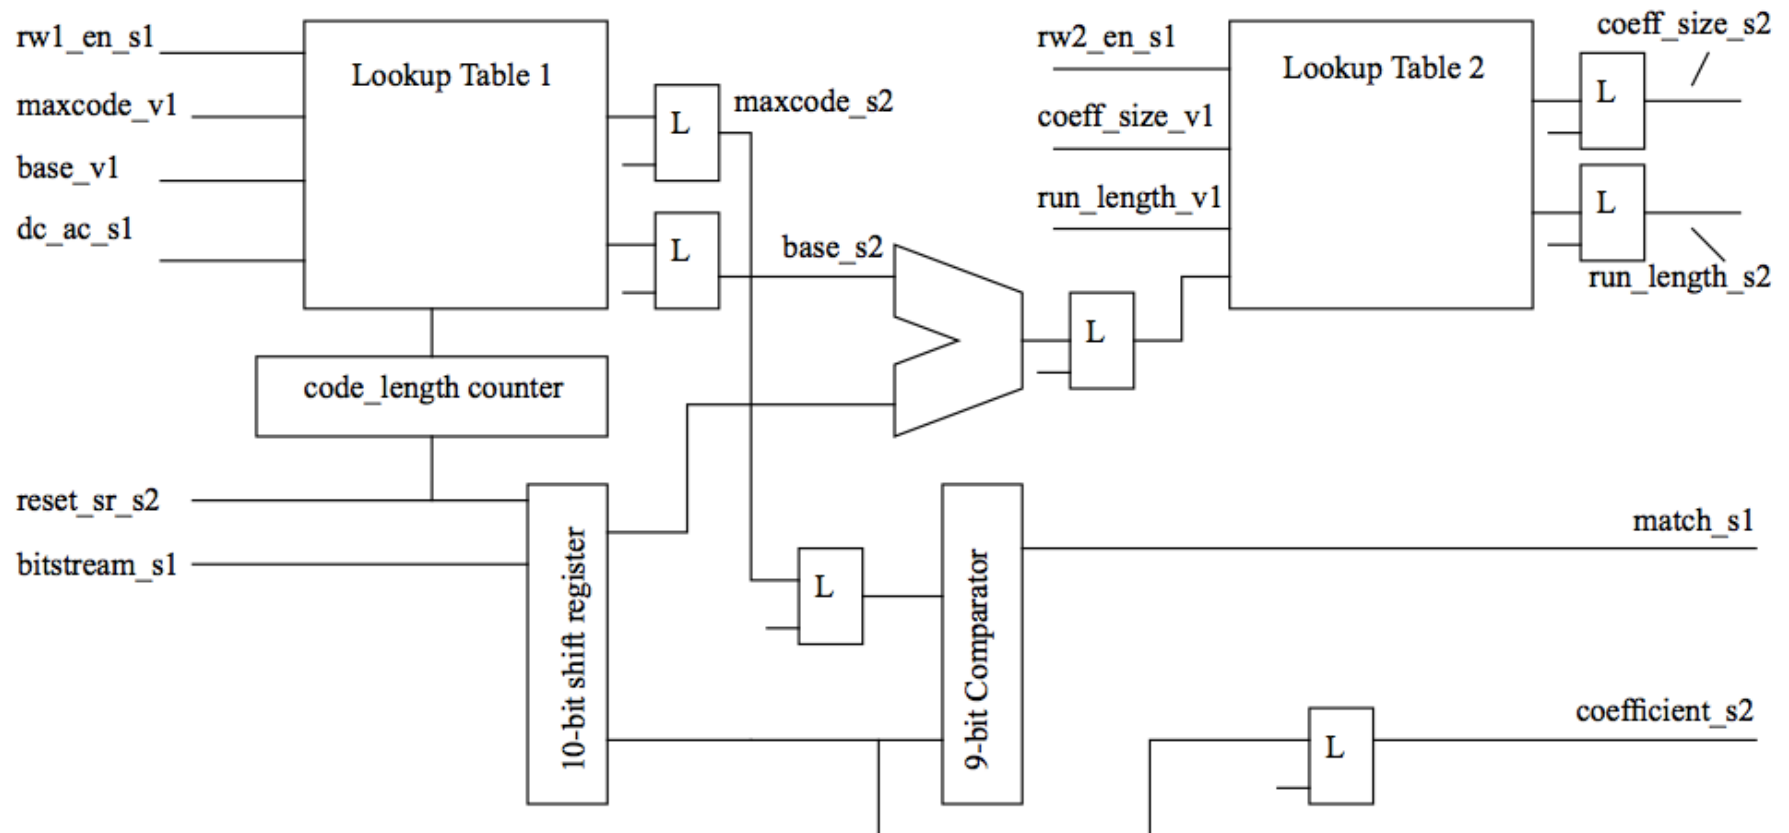 rw1_en_s1
maxcode_v1
base_v1
dc_ac_s1
Lookup Table 1
L
maxcode_s2
L
base_s2
code_length counter
reset_sr_s2
bitstream_s1
10-bit shift register
L
9-bit Comparator
L
rw2_en_s1
coeff_size_v1
run_length_v1
Lookup Table 2
L
coeff_size_s2
L
run_length_s2
match_s1
L
coefficient_s2